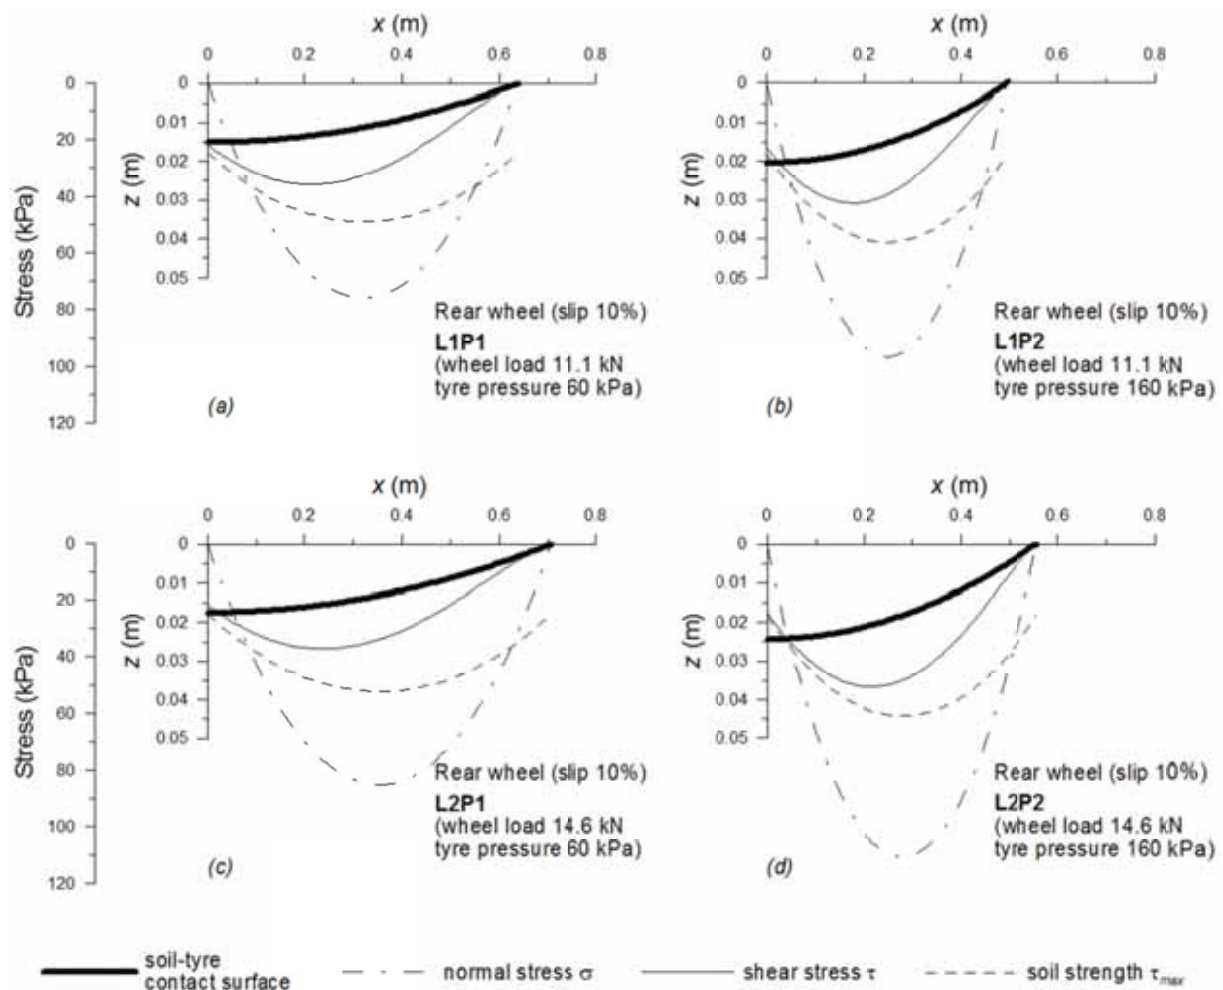 x (m)
0 0.2 0.4 0.6 0.8
Stress (kPa)
0
20
40
60
80
100
120
z (m)
0
0.01
0.02
0.03
0.04
0.05
Rear wheel (slip 10%)
L1P1
(wheel load 11.1 kN
tyre pressure 60 kPa)
(a)
x (m)
0 0.2 0.4 0.6 0.8
z (m)
0
0.01
0.02
0.03
0.04
0.05
Rear wheel (slip 10%)
L1P2
(wheel load 11.1 kN
tyre pressure 160 kPa)
(b)
x (m)
0 0.2 0.4 0.6 0.8
Stress (kPa)
0
20
40
60
80
100
120
z (m)
0
0.01
0.02
0.03
0.04
0.05
Rear wheel (slip 10%)
L2P1
(wheel load 14.6 kN
tyre pressure 60 kPa)
(c)
x (m)
0 0.2 0.4 0.6 0.8
z (m)
0
0.01
0.02
0.03
0.04
0.05
Rear wheel (slip 10%)
L2P2
(wheel load 14.6 kN
tyre pressure 160 kPa)
(d)
soil-tyre
contact surface
normal stress σ
shear stress τ
soil strength τmax